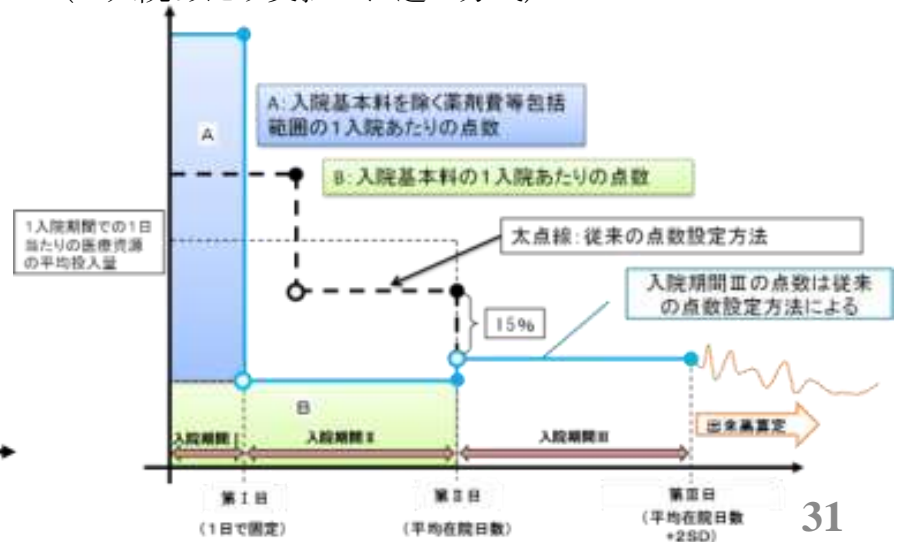 A
A:入院基本料を除く薬剤費等包括
範囲の1入院あたりの点数
B:入院基本料の1入院あたりの点数
1入院期間での1日
当たりの医療資源
の平均投入量
太点線:従来の点数設定方法
入院期間Ⅲの点数は従来
の点数設定方法による
15%
B
入院期間Ⅰ
入院期間Ⅱ
入院期間Ⅲ
出来高算定
第Ⅰ日
(1日で固定)
第Ⅱ日
(平均在院日数)
第Ⅲ日
(平均在院日数
+2SD)
31